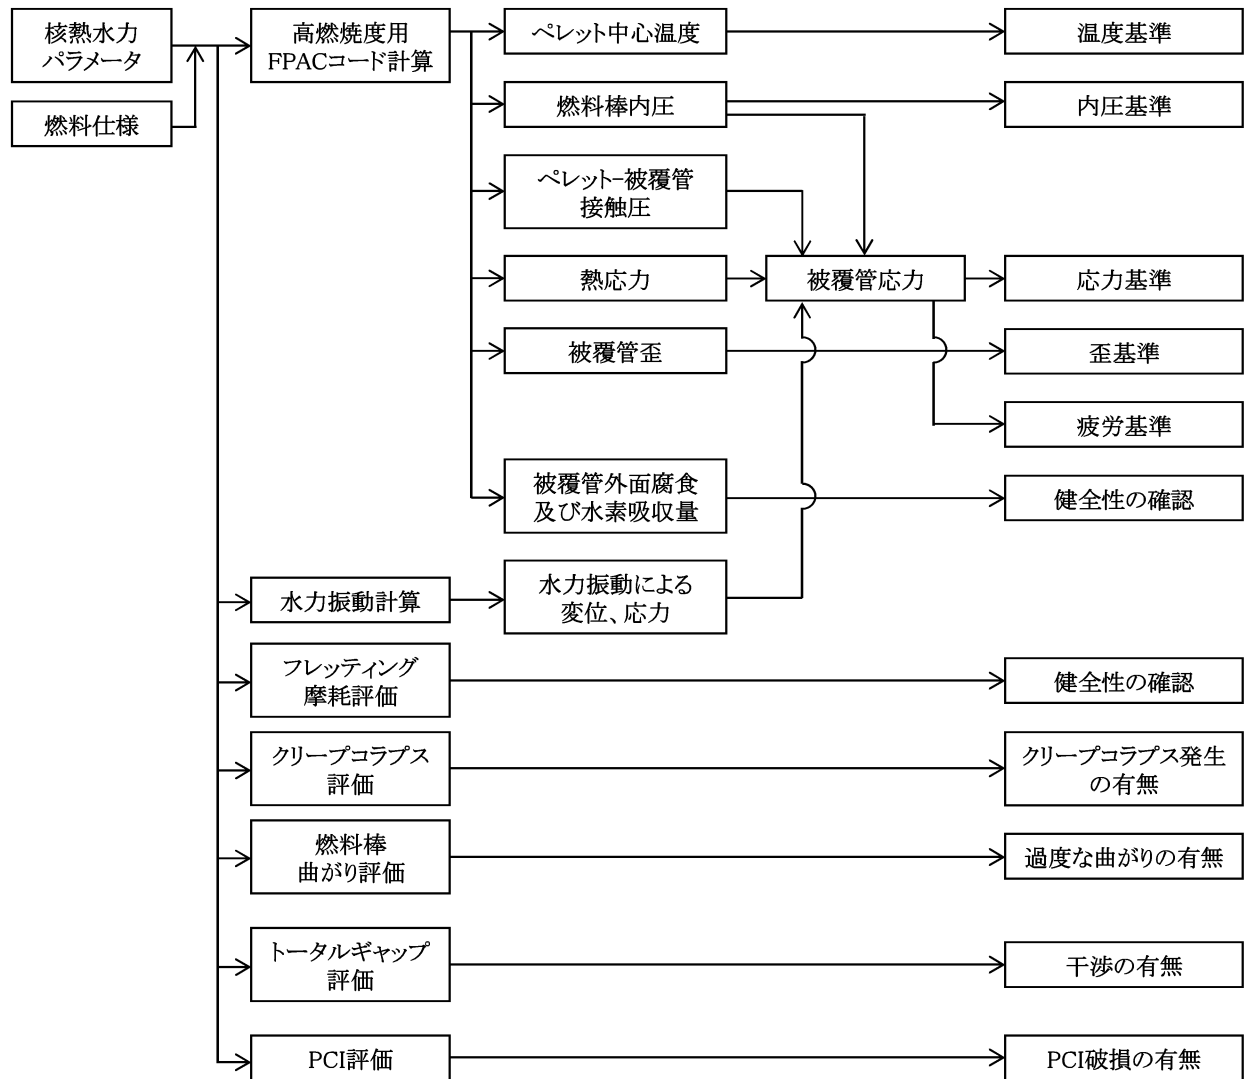 核熱水力
パラメータ
燃料仕様
高燃焼度用
FPACコード計算
ペレット中心温度
温度基準
燃料棒内圧
内圧基準
ペレット-被覆管
接触圧
熱応力
被覆管応力
応力基準
被覆管歪
歪基準
疲労基準
被覆管外面腐食
及び水素吸収量
健全性の確認
水力振動計算
水力振動による
変位、応力
フレッティング
摩耗評価
健全性の確認
クリープコラプス
評価
クリープコラプス発生
の有無
燃料棒
曲がり評価
過度な曲がりの有無
トータルギャップ
評価
干渉の有無
PCI評価
PCI破損の有無